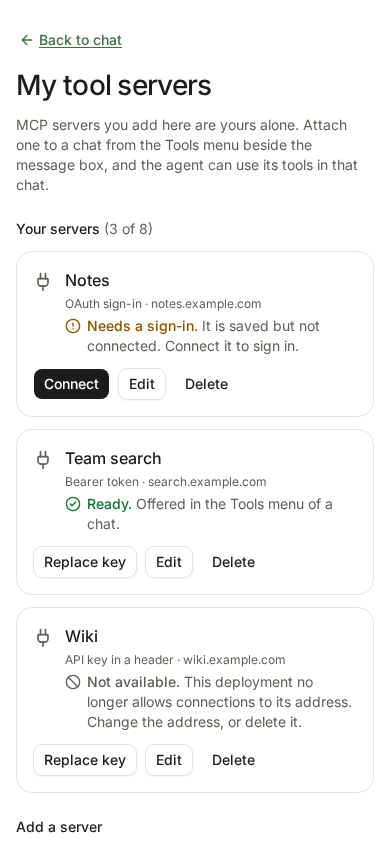 Back to chat
My tool servers
MCP servers you add here are yours alone. Attach
one to a chat from the Tools menu beside the
message box, and the agent can use its tools in that
chat.
Your servers (3 of 8)
Notes
OAuth sign-in · notes.example.com
Needs a sign-in. It is saved but not
connected. Connect it to sign in.
Connect Edit Delete
Team search
Bearer token · search.example.com
Ready. Offered in the Tools menu of a
chat.
Replace key Edit Delete
Wiki
API key in a header · wiki.example.com
Not available. This deployment no
longer allows connections to its address.
Change the address, or delete it.
Replace key Edit Delete
Add a server